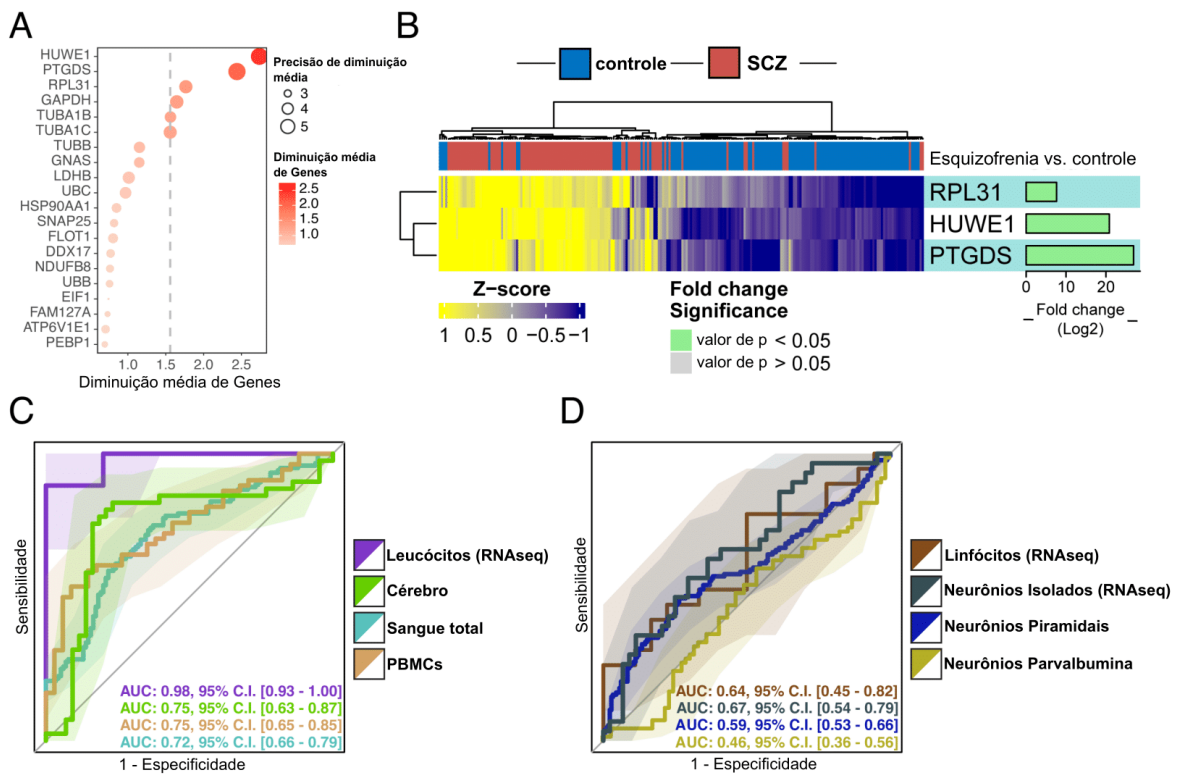 A
HUWE1
PTGDS
RPL31
GAPDH
TUBA1B
TUBA1C
TUBB
GNAS
LDHB
UBC
HSP90AA1
SNAP25
FLOT1
DDX17
NDUFB8
UBB
EIF1
FAM127A
ATP6V1E1
PEBP1
1.0 1.5 2.0 2.5
Diminuição média de Genes
Precisão de diminuição
média
3
4
5
Diminuição média
de Genes
2.5
2.0
1.5
1.0
B
controle
SCZ
Esquizofrenia vs. controle
RPL31
HUWE1
PTGDS
0 10 20
Fold change
(Log2)
Z−score
1 0.5 0 −0.5 −1
Fold change
Significance
valor de p < 0.05
valor de p > 0.05
C
Sensibilidade
1 - Especificidade
AUC: 0.98, 95% C.I. [0.93 - 1.00]
AUC: 0.75, 95% C.I. [0.63 - 0.87]
AUC: 0.75, 95% C.I. [0.65 - 0.85]
AUC: 0.72, 95% C.I. [0.66 - 0.79]
Leucócitos (RNAseq)
Cérebro
Sangue total
PBMCs
D
Sensibilidade
1 - Especificidade
AUC: 0.64, 95% C.I. [0.45 - 0.82]
AUC: 0.67, 95% C.I. [0.54 - 0.79]
AUC: 0.59, 95% C.I. [0.53 - 0.66]
AUC: 0.46, 95% C.I. [0.36 - 0.56]
Linfócitos (RNAseq)
Neurônios Isolados (RNAseq)
Neurônios Piramidais
Neurônios Parvalbumina